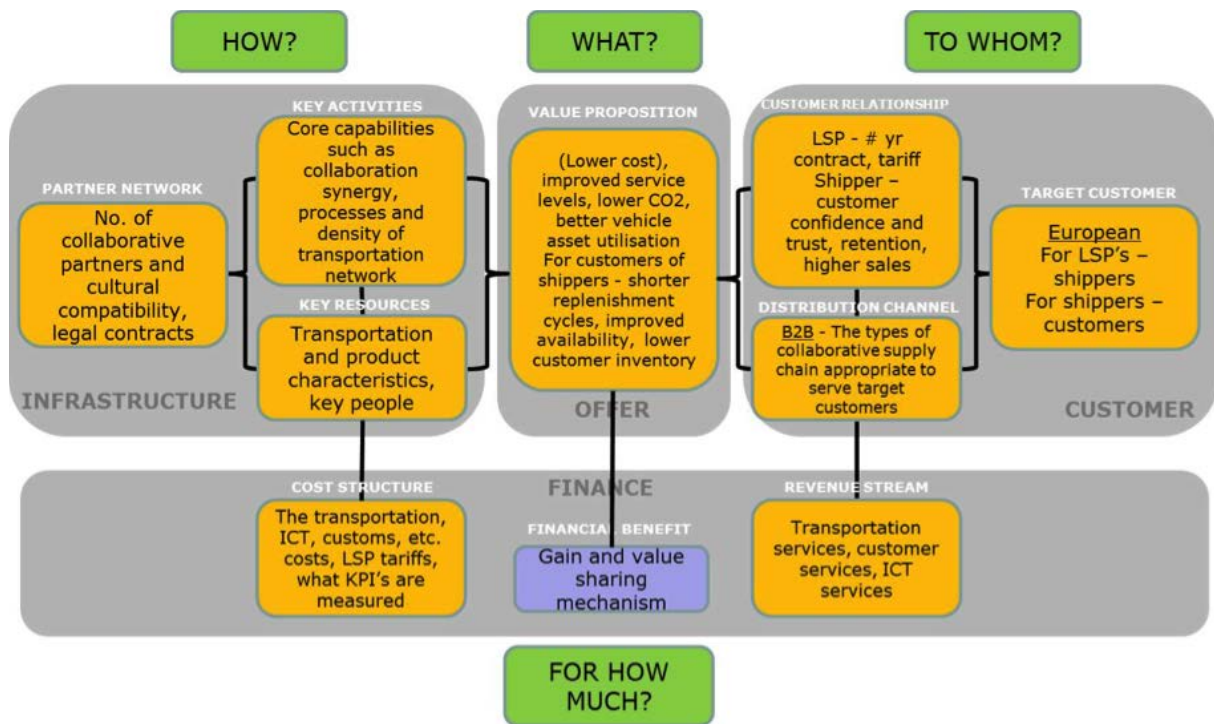 HOW?
WHAT?
TO WHOM?
PARTNER NETWORK
No. of
collaborative
partners and
cultural
compatibility,
legal contracts
KEY ACTIVITIES
Core capabilities
such as
collaboration
synergy,
processes and
density of
transportation
network
KEY RESOURCES
Transportation
and product
characteristics,
key people
INFRASTRUCTURE
VALUE PROPOSITION
(Lower cost),
improved service
levels, lower CO2,
better vehicle
asset utilisation
For customers of
shippers - shorter
replenishment
cycles, improved
availability, lower
customer inventory
OFFER
CUSTOMER RELATIONSHIP
LSP - # yr
contract, tariff
Shipper –
customer
confidence and
trust, retention,
higher sales
DISTRIBUTION CHANNEL
B2B - The types of
collaborative supply
chain appropriate to
serve target
customers
TARGET CUSTOMER
European
For LSP's –
shippers
For shippers –
customers
CUSTOMER
FINANCE
COST STRUCTURE
The transportation,
ICT, customs, etc.
costs, LSP tariffs,
what KPI's are
measured
FINANCIAL BENEFIT
Gain and value
sharing
mechanism
REVENUE STREAM
Transportation
services, customer
services, ICT
services
FOR HOW
MUCH?